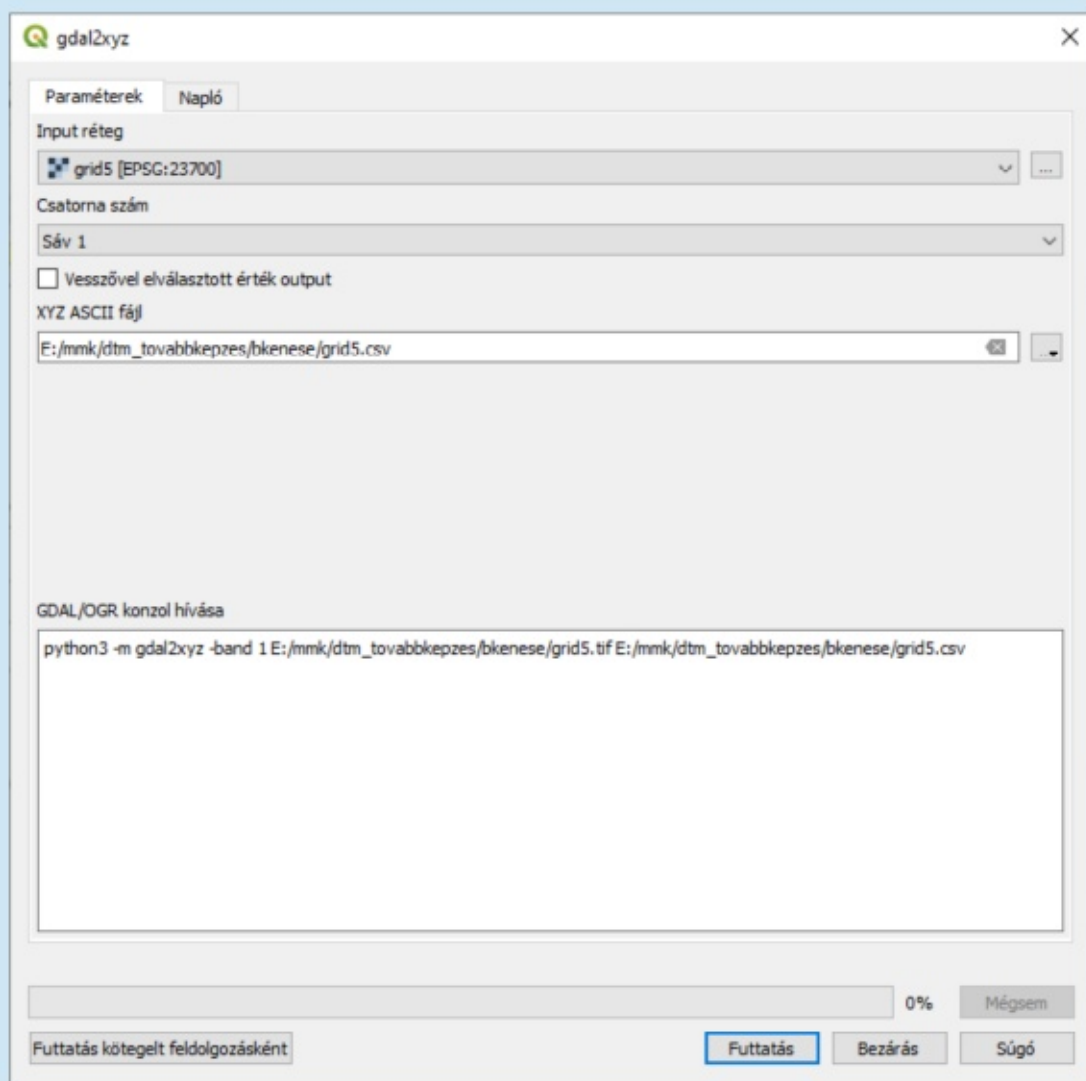 gdal2xyz
Paraméterek Napló
Input réteg
grid5 [EPSG:23700]
...
Csatorna szám
Sáv 1
Vesszővel elválasztott érték output
XYZ ASCII fájl
E:/mmk/dtm_tovabbkepzes/bkenese/grid5.csv
GDAL/OGR konzol hívása
python3 -m gdal2xyz -band 1 E:/mmk/dtm_tovabbkepzes/bkenese/grid5.tif E:/mmk/dtm_tovabbkepzes/bkenese/grid5.csv
0% Mégsem
Futtatás kötegelt feldolgozásként Futtatás Bezárás Súgó